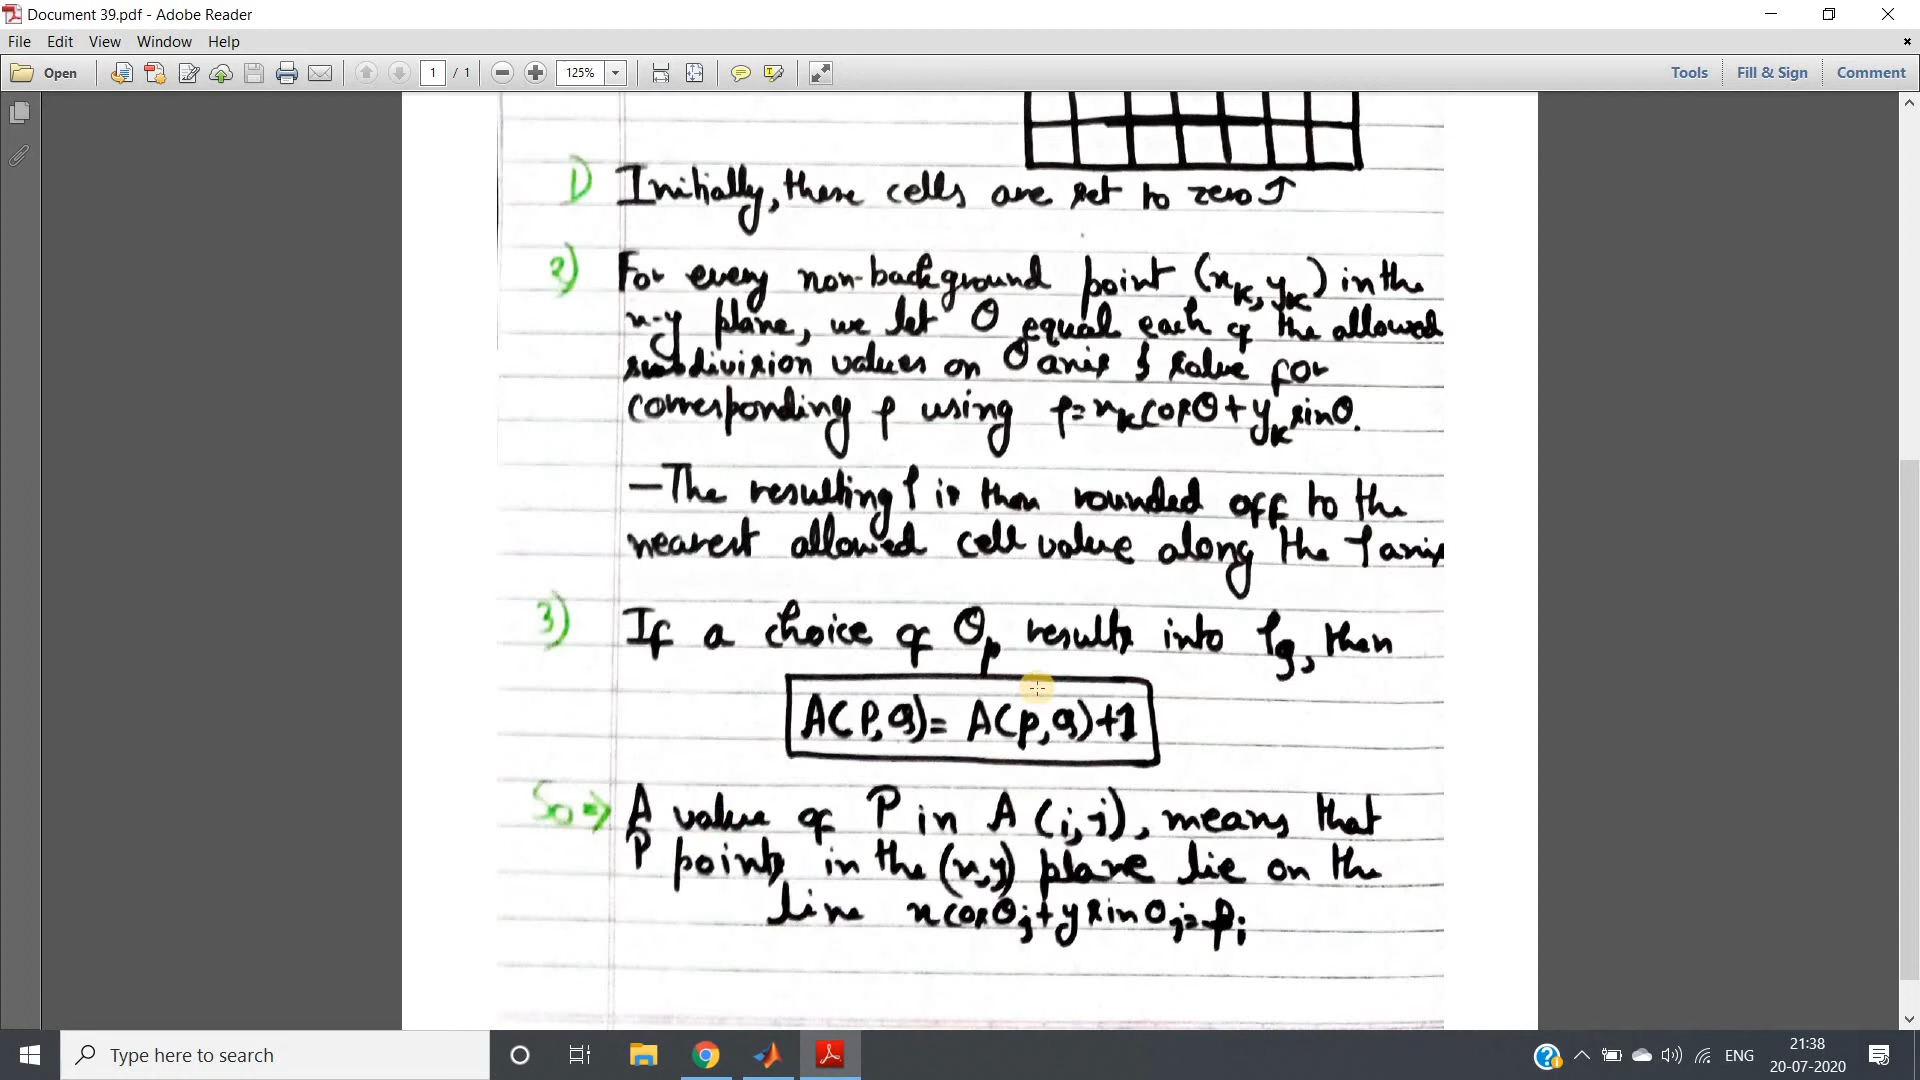 Document 39.pdf - Adobe Reader
File Edit View Window Help
Open 1 / 1 125% Tools Fill & Sign Comment
1) Initially, these cells are set to zero ↑
2) For every non-background point (xk, yk) in the
x-y plane, we let θ equal each of the allowed
subdivision values on θ axis & solve for
corresponding ρ using ρ = xk cosθ + yk sinθ.
— The resulting ρ is then rounded off to the
nearest allowed cell value along the ρ axis
3) If a choice of θp results into ρq, then
A(P,q) = A(p,q)+1
So ⇒ A value of P in A(i,j), means that
P points in the (x,y) plane lie on the
line x cosθj + y sinθj = ρi
Type here to search
ENG
21:38
20-07-2020